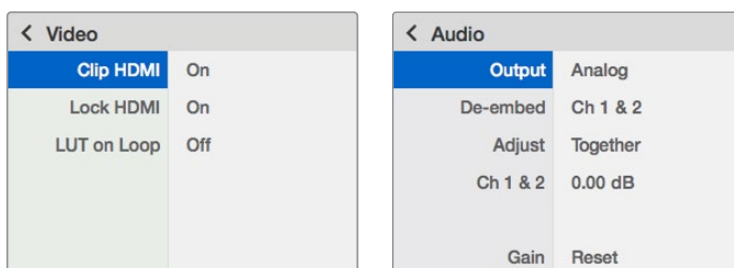 < Video
Clip HDMI On
Lock HDMI On
LUT on Loop Off
< Audio
Output Analog
De-embed Ch 1 & 2
Adjust Together
Ch 1 & 2 0.00 dB
Gain Reset